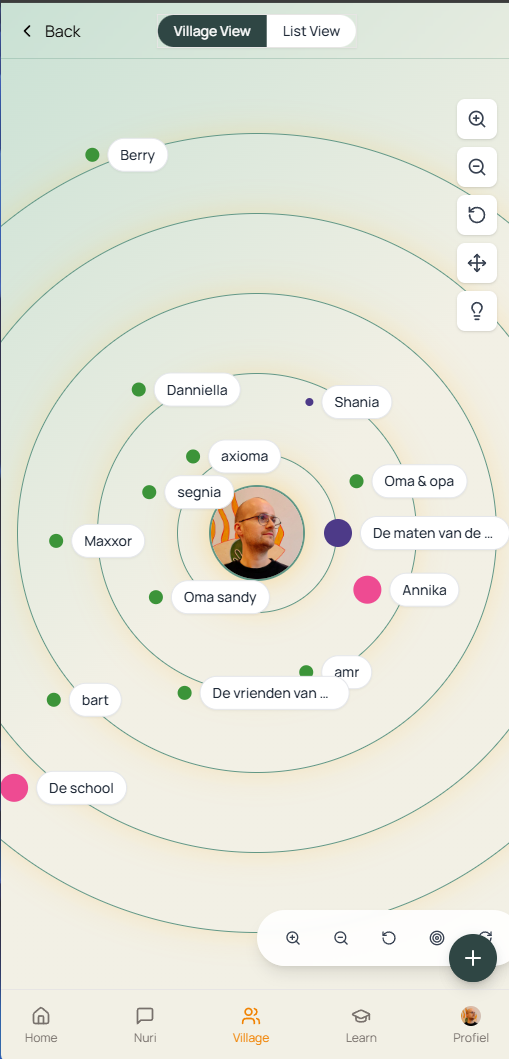 Back
Village View
List View
Berry
Danniella
Shania
axioma
Oma & opa
segnia
De maten van de ...
Maxxor
Annika
Oma sandy
amr
De vrienden van ...
bart
De school
Home
Nuri
Village
Learn
Profiel